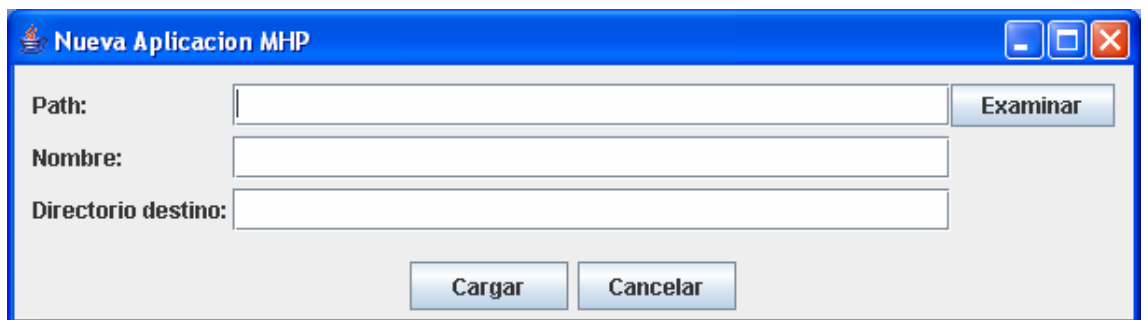 Nueva Aplicacion MHP
Path: Examinar
Nombre:
Directorio destino:
Cargar Cancelar